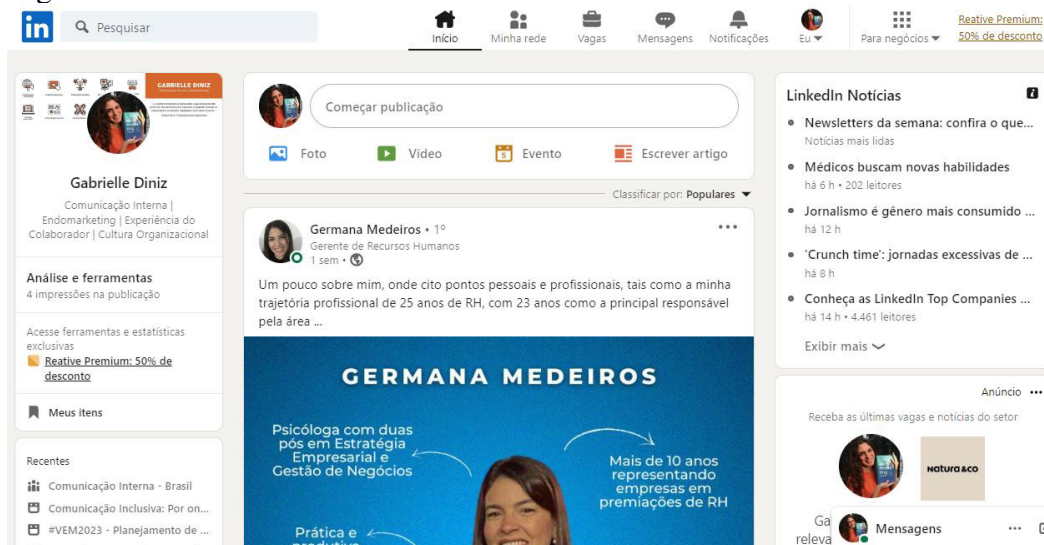 in
Pesquisar
Início
Minha rede
Vagas
Mensagens
Notificações
Eu
Para negócios
Reative Premium:
50% de desconto
GABRIELLE DINIZ
Gabrielle Diniz
Comunicação Interna |
Endomarketing | Experiência do
Colaborador | Cultura Organizacional
Análise e ferramentas
4 impressões na publicação
Acesse ferramentas e estatísticas
exclusivas
Reative Premium: 50% de
desconto
Meus itens
Recentes
Comunicação Interna - Brasil
Comunicação Inclusiva: Por on...
#VEM2023 - Planejamento de ...
Começar publicação
Foto
Vídeo
Evento
Escrever artigo
Classificar por: Populares
Germana Medeiros • 1º
Gerente de Recursos Humanos
1 sem •
Um pouco sobre mim, onde cito pontos pessoais e profissionais, tais como a minha
trajetória profissional de 25 anos de RH, com 23 anos como a principal responsável
pela área ...
GERMANA MEDEIROS
Psicóloga com duas
pós em Estratégia
Empresarial e
Gestão de Negócios
Mais de 10 anos
representando
empresas em
premiações de RH
Prática e
produtiva
LinkedIn Notícias
Newsletters da semana: confira o que...
Notícias mais lidas
Médicos buscam novas habilidades
há 6 h • 202 leitores
Jornalismo é gênero mais consumido ...
há 12 h
'Crunch time': jornadas excessivas de ...
há 8 h
Conheça as LinkedIn Top Companies ...
há 14 h • 4.461 leitores
Exibir mais
Anúncio
Receba as últimas vagas e notícias do setor
natura &co
Ga
releva
Mensagens